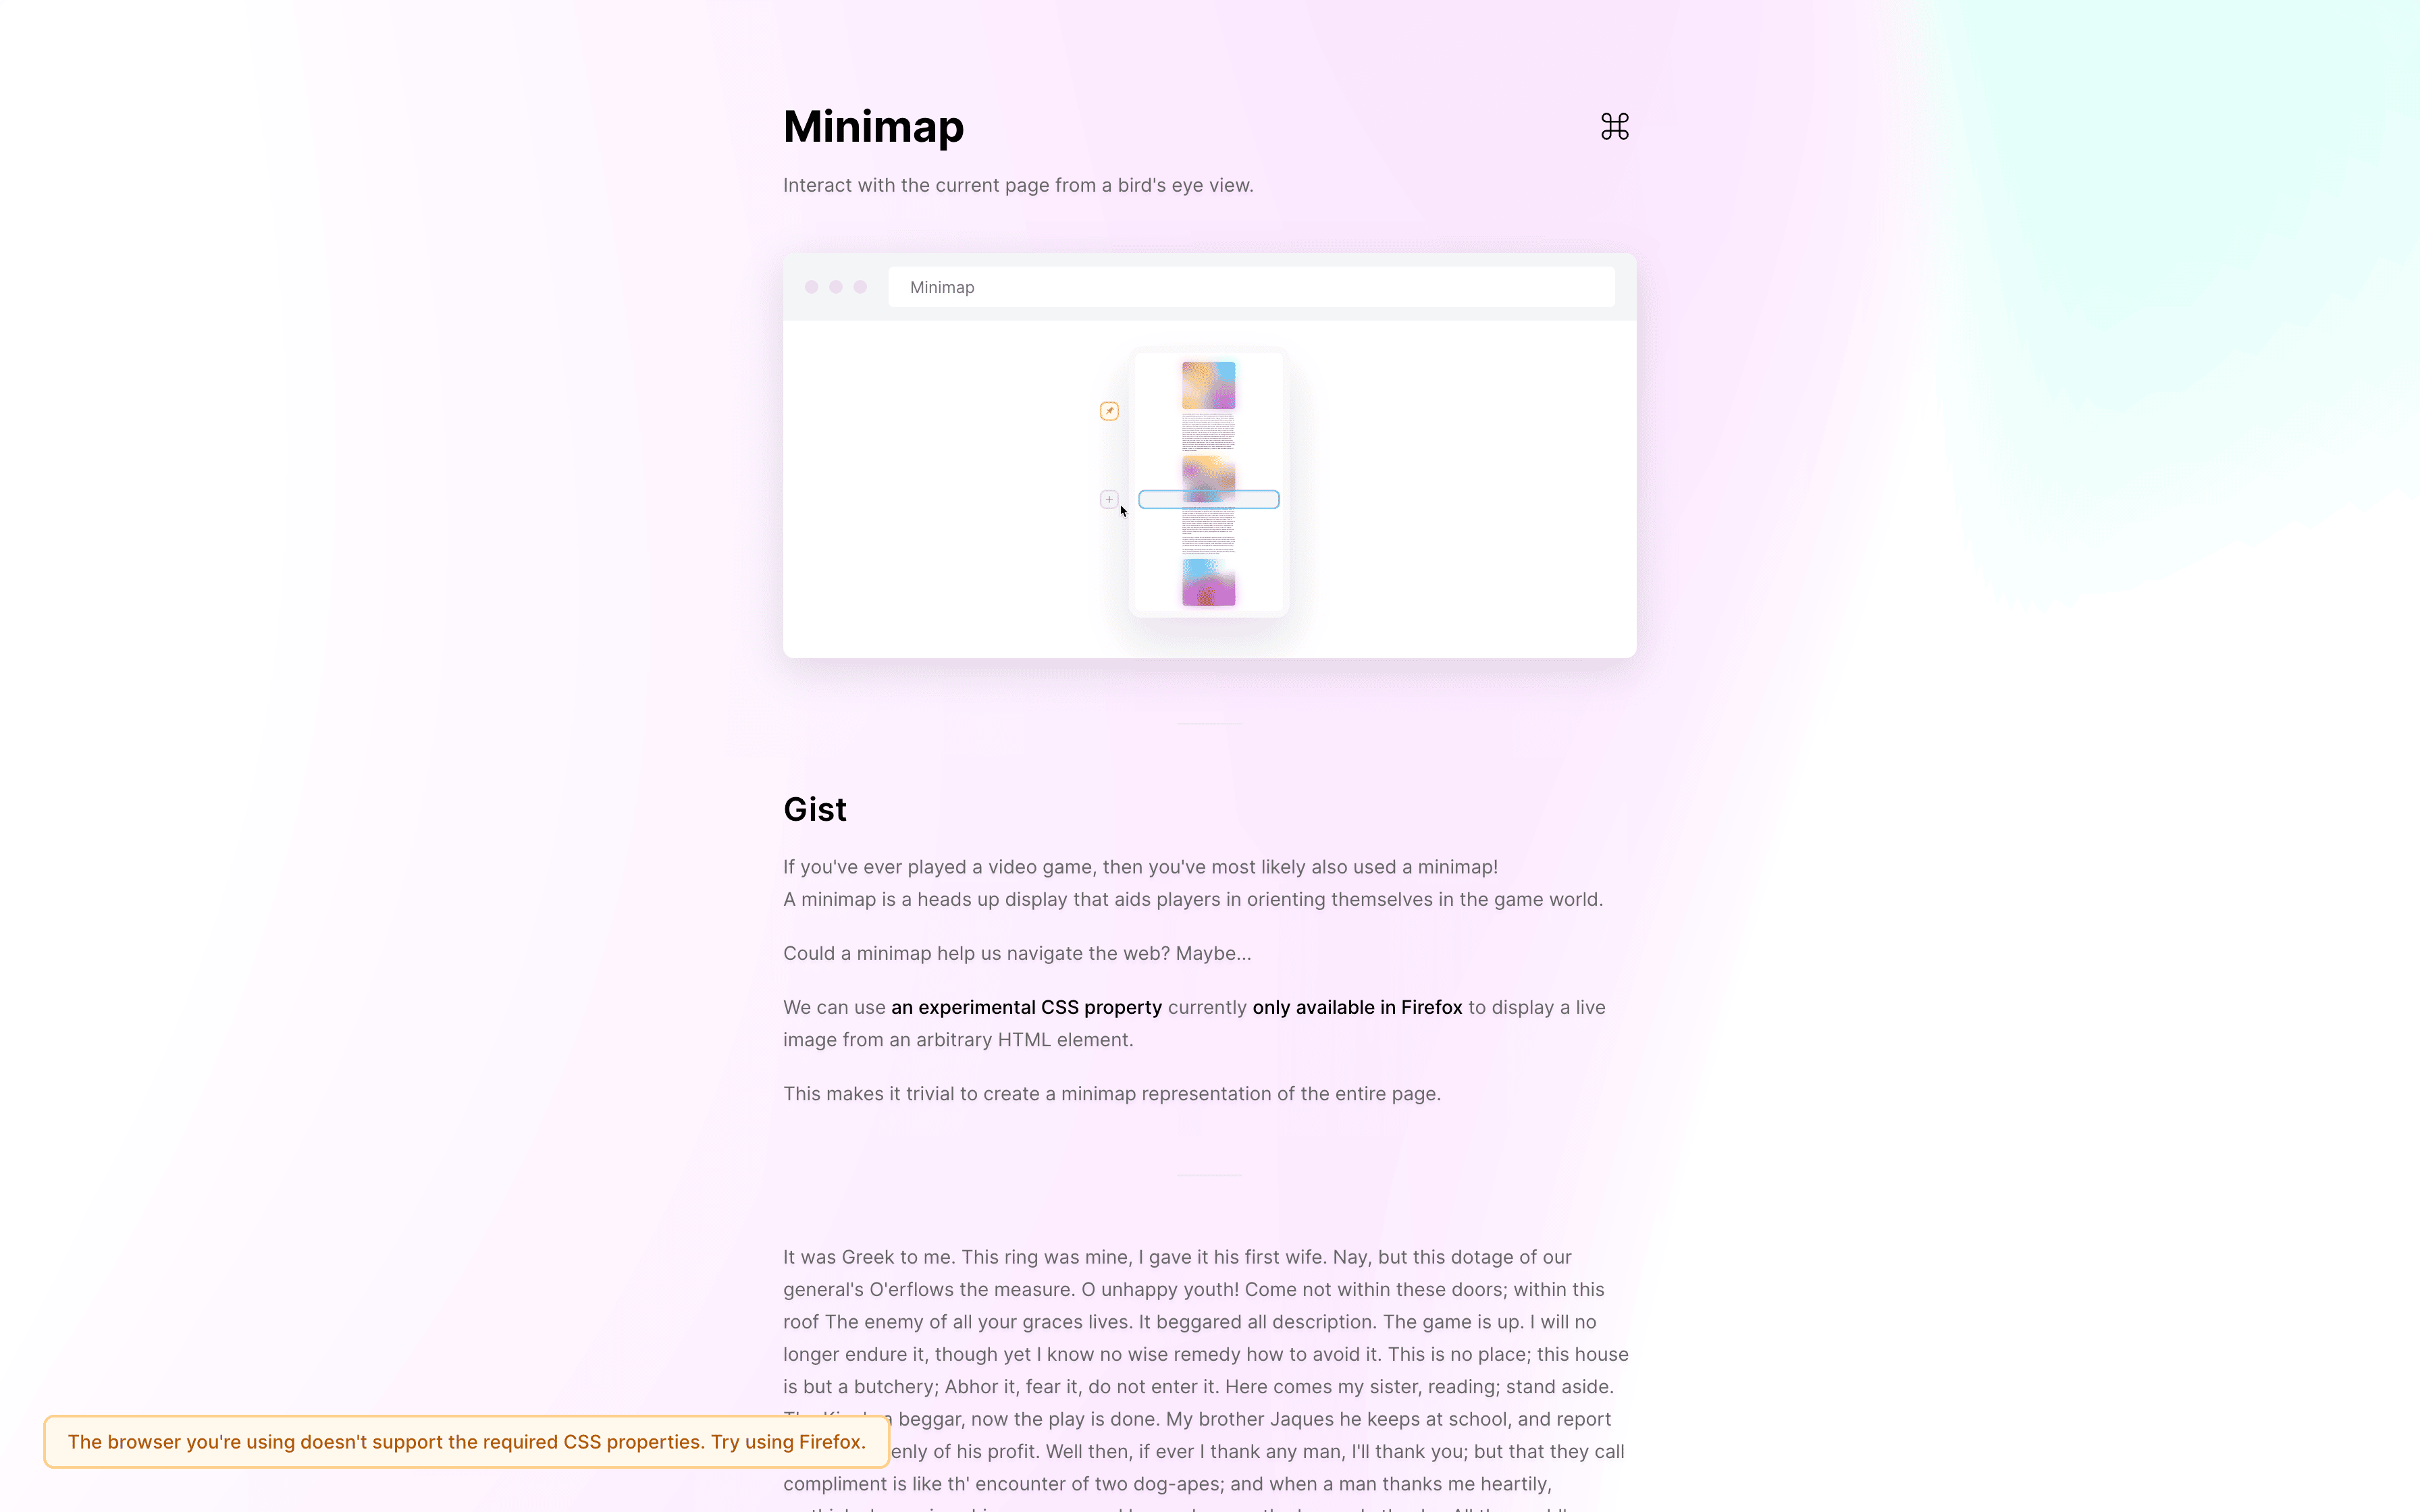 Minimap
Interact with the current page from a bird's eye view.
Minimap
Gist
If you've ever played a video game, then you've most likely also used a minimap!
A minimap is a heads up display that aids players in orienting themselves in the game world.
Could a minimap help us navigate the web? Maybe...
We can use an experimental CSS property currently only available in Firefox to display a live
image from an arbitrary HTML element.
This makes it trivial to create a minimap representation of the entire page.
It was Greek to me. This ring was mine, I gave it his first wife. Nay, but this dotage of our
general's O'erflows the measure. O unhappy youth! Come not within these doors; within this
roof The enemy of all your graces lives. It beggared all description. The game is up. I will no
longer endure it, though yet I know no wise remedy how to avoid it. This is no place; this house
is but a butchery; Abhor it, fear it, do not enter it. Here comes my sister, reading; stand aside.
beggar, now the play is done. My brother Jaques he keeps at school, and report
of his profit. Well then, if ever I thank any man, I'll thank you; but that they call
compliment is like th' encounter of two dog-apes; and when a man thanks me heartily,
The browser you're using doesn't support the required CSS properties. Try using Firefox.